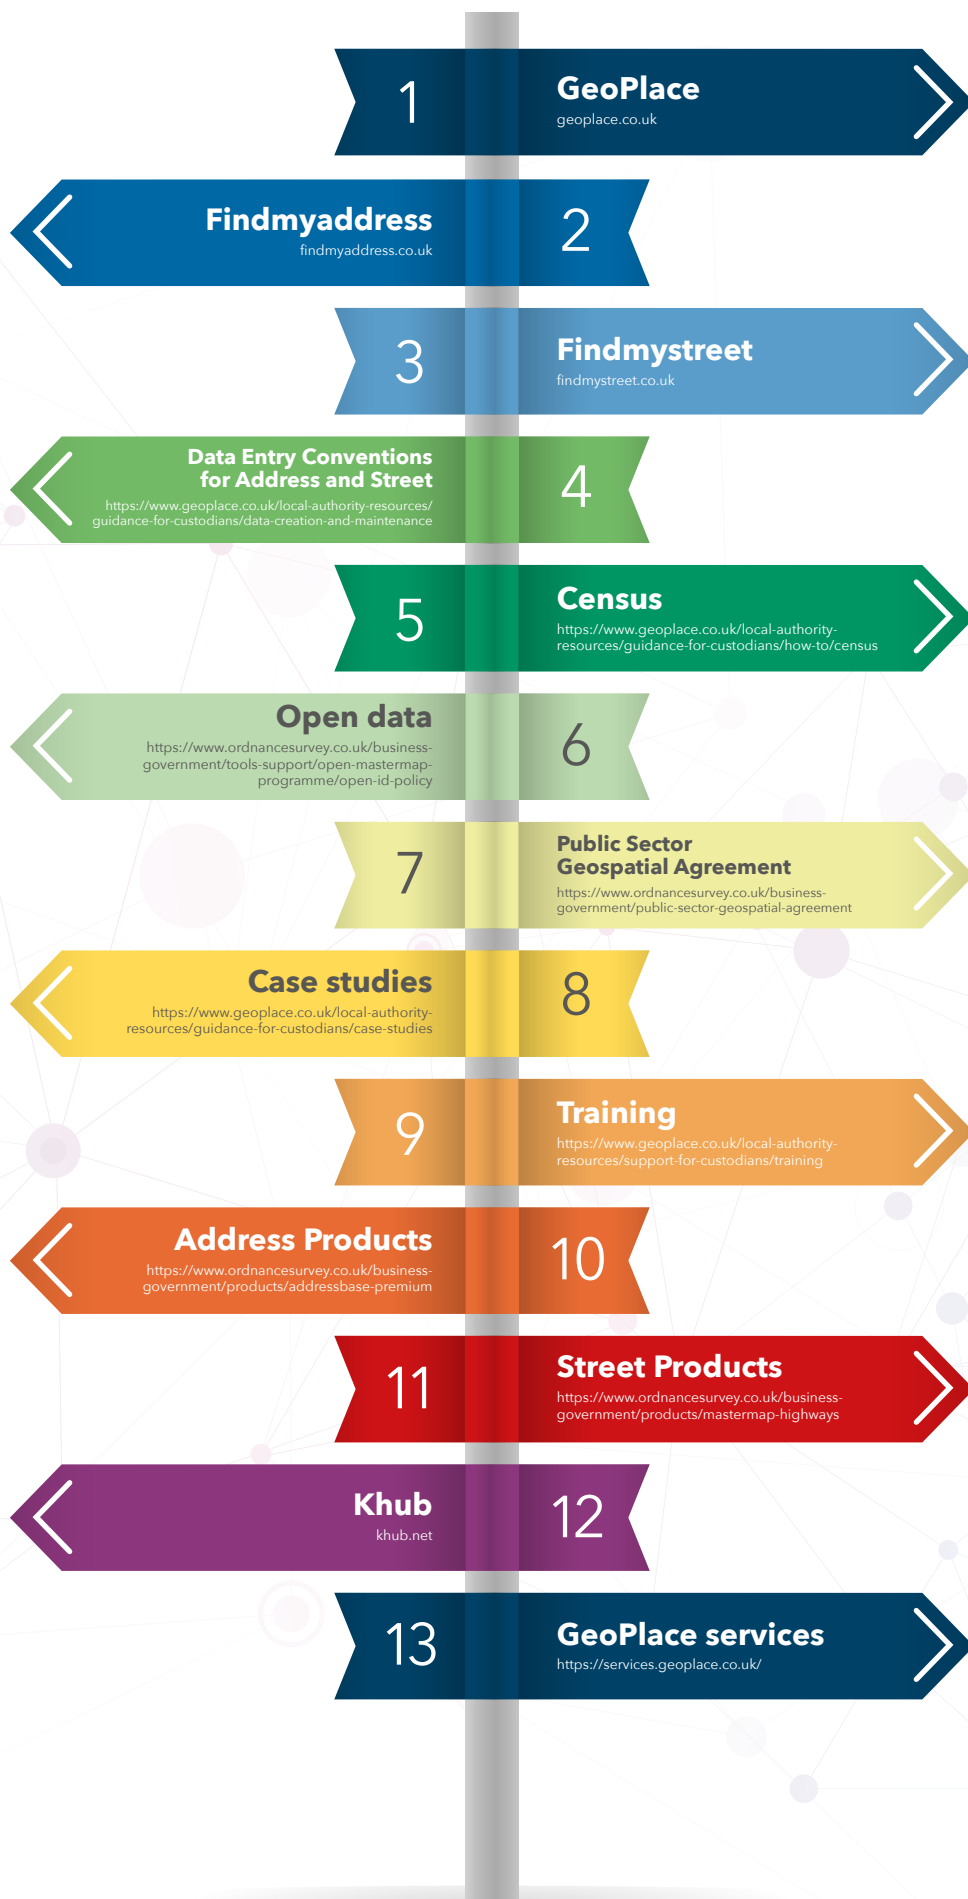 1
GeoPlace
geoplace.co.uk
Findmyaddress
findmyaddress.co.uk
2
3
Findmystreet
findmystreet.co.uk
Data Entry Conventions
for Address and Street
https://www.geoplace.co.uk/local-authority-resources/
guidance-for-custodians/data-creation-and-maintenance
4
5
Census
https://www.geoplace.co.uk/local-authority-
resources/guidance-for-custodians/how-to/census
Open data
https://www.ordnancesurvey.co.uk/business-
government/tools-support/open-mastermap-
programme/open-id-policy
6
7
Public Sector
Geospatial Agreement
https://www.ordnancesurvey.co.uk/business-
government/public-sector-geospatial-agreement
Case studies
https://www.geoplace.co.uk/local-authority-
resources/guidance-for-custodians/case-studies
8
9
Training
https://www.geoplace.co.uk/local-authority-
resources/support-for-custodians/training
Address Products
https://www.ordnancesurvey.co.uk/business-
government/products/addressbase-premium
10
11
Street Products
https://www.ordnancesurvey.co.uk/business-
government/products/mastermap-highways
Khub
khub.net
12
13
GeoPlace services
https://services.geoplace.co.uk/